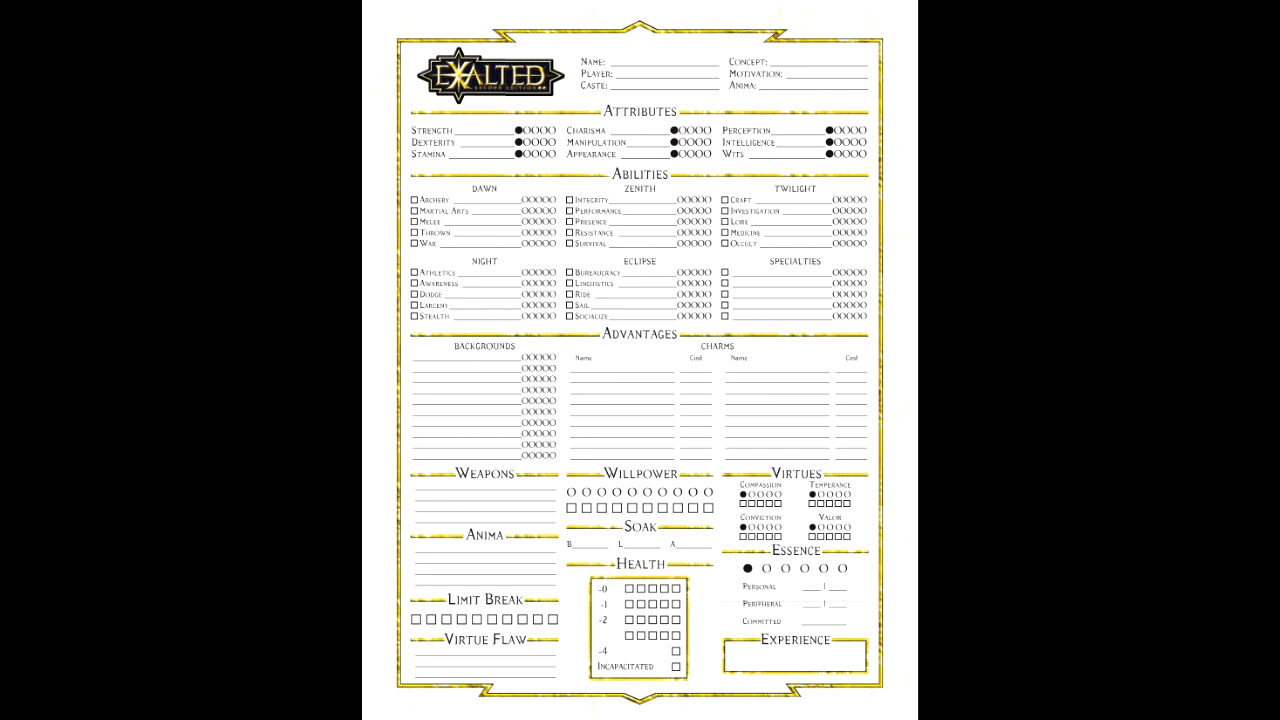 EXALTED
SECOND EDITION
NAME: CONCEPT:
PLAYER: MOTIVATION:
CASTE: ANIMA:
ATTRIBUTES
STRENGTH CHARISMA PERCEPTION
DEXTERITY MANIPULATION INTELLIGENCE
STAMINA APPEARANCE WITS
ABILITIES
DAWN ZENITH TWILIGHT
ARCHERY INTEGRITY CRAFT
MARTIAL ARTS PERFORMANCE INVESTIGATION
MELEE PRESENCE LORE
THROWN RESISTANCE MEDICINE
WAR SURVIVAL OCCULT
NIGHT ECLIPSE SPECIALTIES
ATHLETICS BUREAUCRACY
AWARENESS LINGUISTICS
DODGE RIDE
LARCENY SAIL
STEALTH SOCIALIZE
ADVANTAGES
BACKGROUNDS CHARMS
Name Cost Name Cost
WEAPONS WILLPOWER VIRTUES
COMPASSION TEMPERANCE
CONVICTION VALOR
SOAK
ANIMA
B L A
ESSENCE
HEALTH
PERSONAL /
-0
LIMIT BREAK
-1
PERIPHERAL /
-2
COMMITTED
VIRTUE FLAW EXPERIENCE
-4
INCAPACITATED